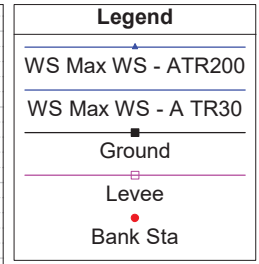 Legend
WS Max WS - ATR200
WS Max WS - A TR30
Ground
Levee
Bank Sta